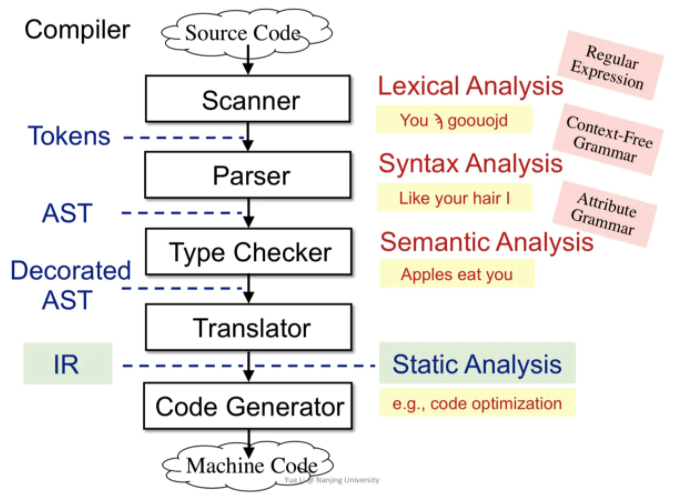 Compiler
Source Code
Regular
Expression
Scanner
Lexical Analysis
You goouojd
Tokens
Context-Free
Grammar
Parser
Syntax Analysis
Like your hair I
AST
Attribute
Grammar
Type Checker
Semantic Analysis
Apples eat you
Decorated
AST
Translator
IR
Static Analysis
Code Generator
e.g., code optimization
Machine Code
Yue Li @ Nanjing University